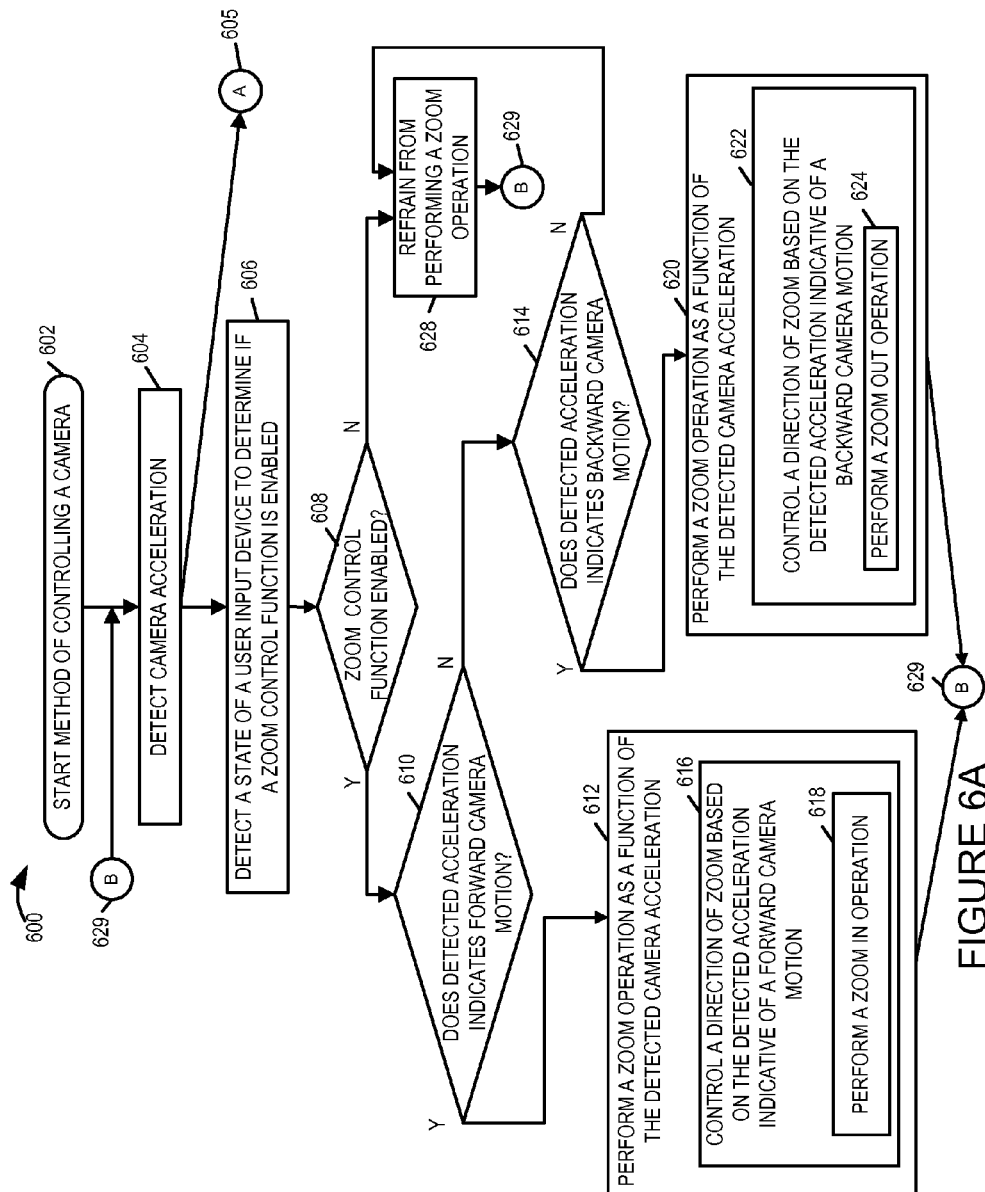 600
START METHOD OF CONTROLLING A CAMERA
602
B
629
DETECT CAMERA ACCELERATION
604
A
605
DETECT A STATE OF A USER INPUT DEVICE TO DETERMINE IF
A ZOOM CONTROL FUNCTION IS ENABLED
606
ZOOM CONTROL
FUNCTION ENABLED?
608
Y
N
REFRAIN FROM
PERFORMING A ZOOM
OPERATION
628
B
629
DOES DETECTED ACCELERATION
INDICATES FORWARD CAMERA
MOTION?
610
Y
N
DOES DETECTED ACCELERATION
INDICATES BACKWARD CAMERA
MOTION?
614
Y
N
PERFORM A ZOOM OPERATION AS A FUNCTION OF
THE DETECTED CAMERA ACCELERATION
612
CONTROL A DIRECTION OF ZOOM BASED
ON THE DETECTED ACCELERATION
INDICATIVE OF A FORWARD CAMERA
MOTION
616
PERFORM A ZOOM IN OPERATION
618
PERFORM A ZOOM OPERATION AS A FUNCTION OF
THE DETECTED CAMERA ACCELERATION
620
CONTROL A DIRECTION OF ZOOM BASED ON THE
DETECTED ACCELERATION INDICATIVE OF A
BACKWARD CAMERA MOTION
622
PERFORM A ZOOM OUT OPERATION
624
B
629
FIGURE 6A